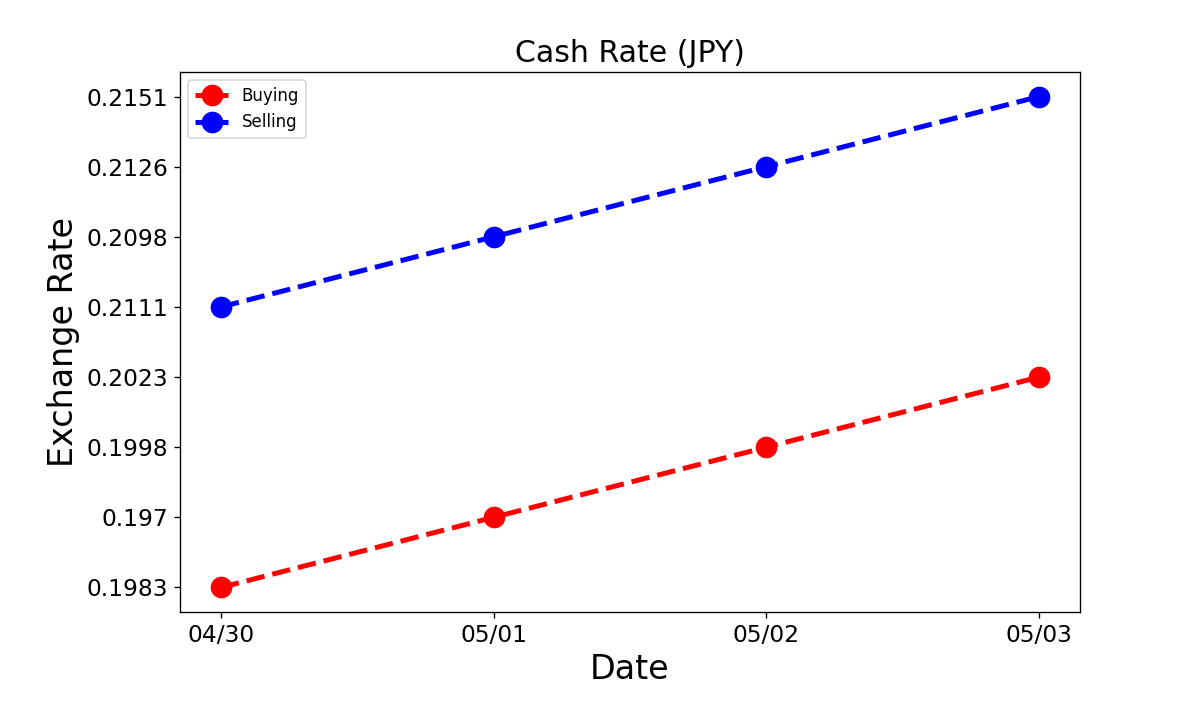 Cash Rate (JPY)
Buying
Selling
Exchange Rate
0.2151
0.2126
0.2098
0.2111
0.2023
0.1998
0.197
0.1983
04/30 05/01 05/02 05/03
Date